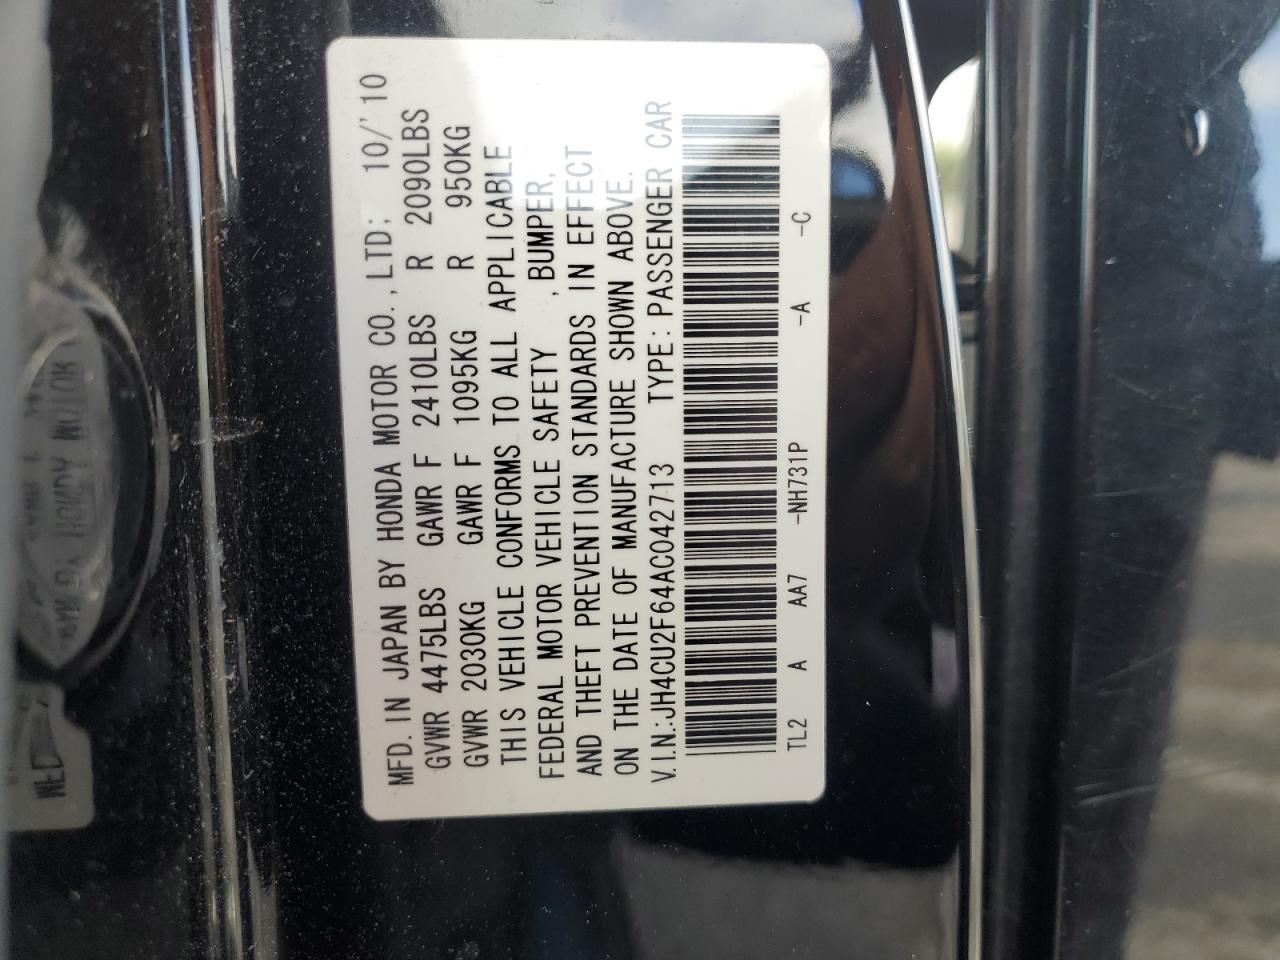 MFD. IN JAPAN BY HONDA MOTOR CO., LTD: 10/'10
GVWR 4475LBS GAWR F 2410LBS R 2090LBS
GVWR 2030KG GAWR F 1095KG R 950KG
THIS VEHICLE CONFORMS TO ALL APPLICABLE
FEDERAL MOTOR VEHICLE SAFETY , BUMPER,
AND THEFT PREVENTION STANDARDS IN EFFECT
ON THE DATE OF MANUFACTURE SHOWN ABOVE.
V.I.N.:JH4CU2F64AC042713 TYPE:PASSENGER CAR
TL2 A AA7 -NH731P -A -C